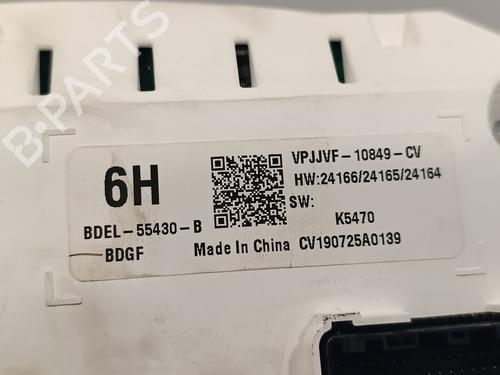 B-PARTS
6H
BDEL-55430-B
BDGF
VPJJVF-10849-CV
HW:24166/24165/24164
SW:
K5470
Made In China CV190725A0139